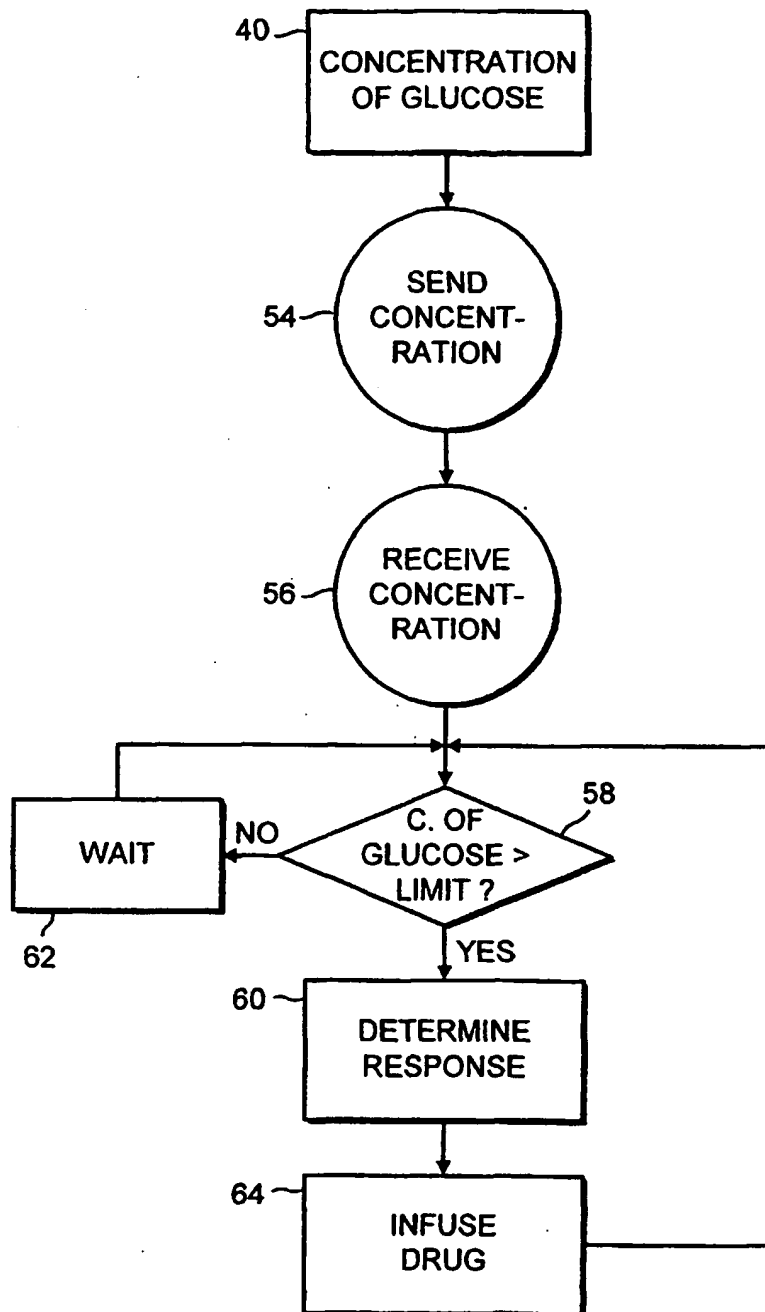 40
CONCENTRATION
OF GLUCOSE
54
SEND
CONCENT-
RATION
56
RECEIVE
CONCENT-
RATION
58
C. OF
GLUCOSE >
LIMIT ?
NO
WAIT
62
YES
60
DETERMINE
RESPONSE
64
INFUSE
DRUG